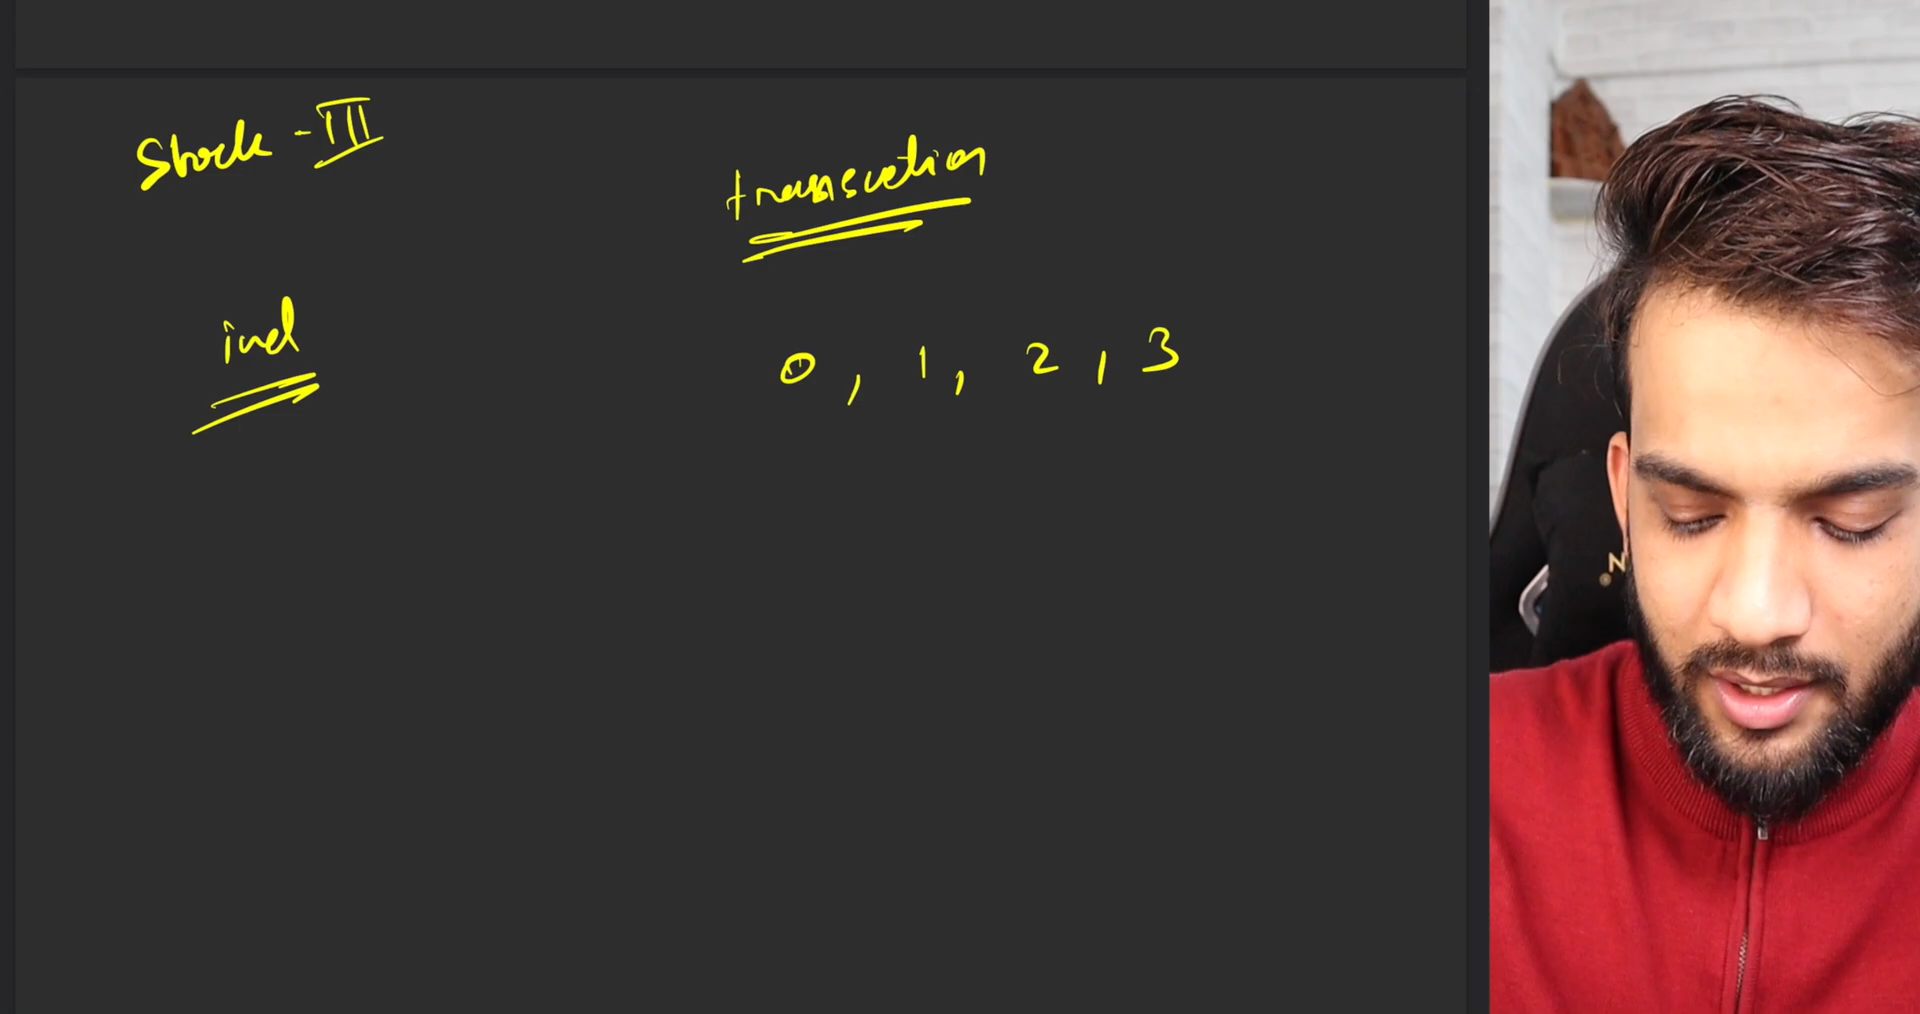 Stock - III
transaction
ind
0, 1, 2, 3
N